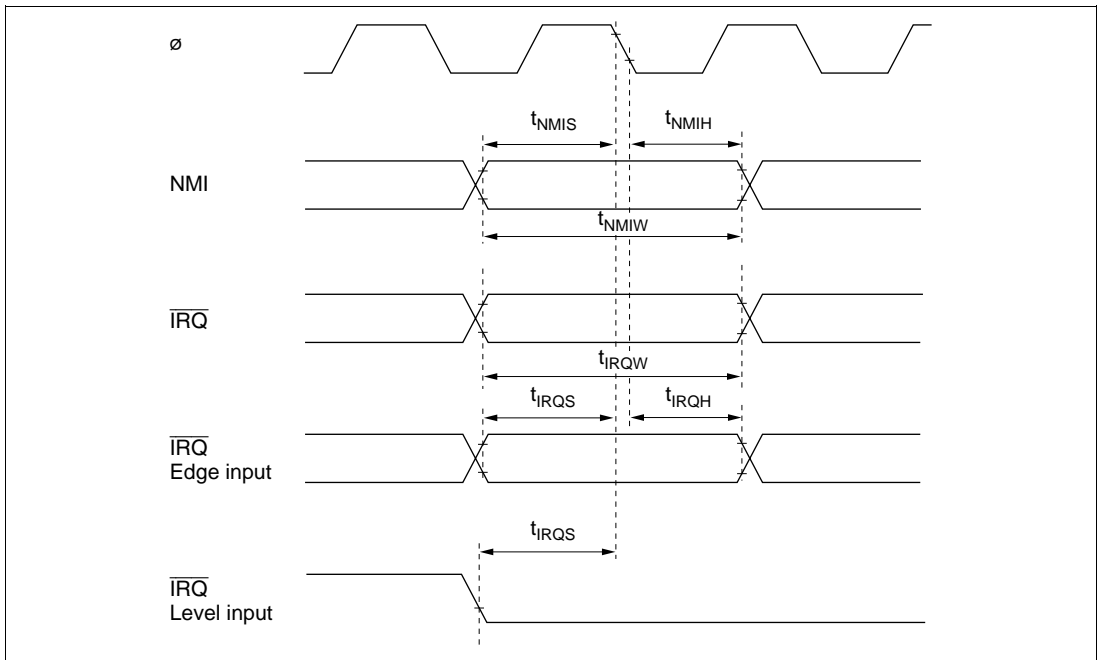 ø
tNMIS tNMIH
NMI
tNMIW
IRQ
tIRQW
tIRQS tIRQH
IRQ
Edge input
tIRQS
IRQ
Level input